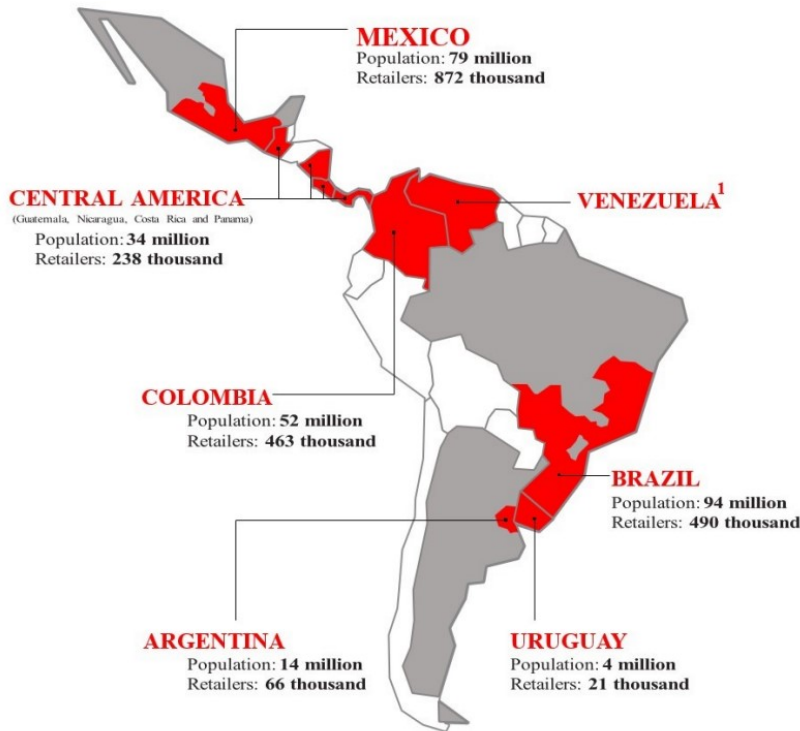 MEXICO
Population: 79 million
Retailers: 872 thousand
CENTRAL AMERICA
(Guatemala, Nicaragua, Costa Rica and Panama)
Population: 34 million
Retailers: 238 thousand
VENEZUELA¹
COLOMBIA
Population: 52 million
Retailers: 463 thousand
BRAZIL
Population: 94 million
Retailers: 490 thousand
ARGENTINA
Population: 14 million
Retailers: 66 thousand
URUGUAY
Population: 4 million
Retailers: 21 thousand